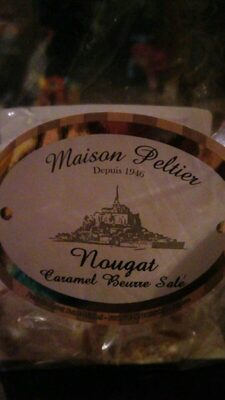 Maison Peltier
Depuis 1946
Nougat
Caramel Beurre Salé